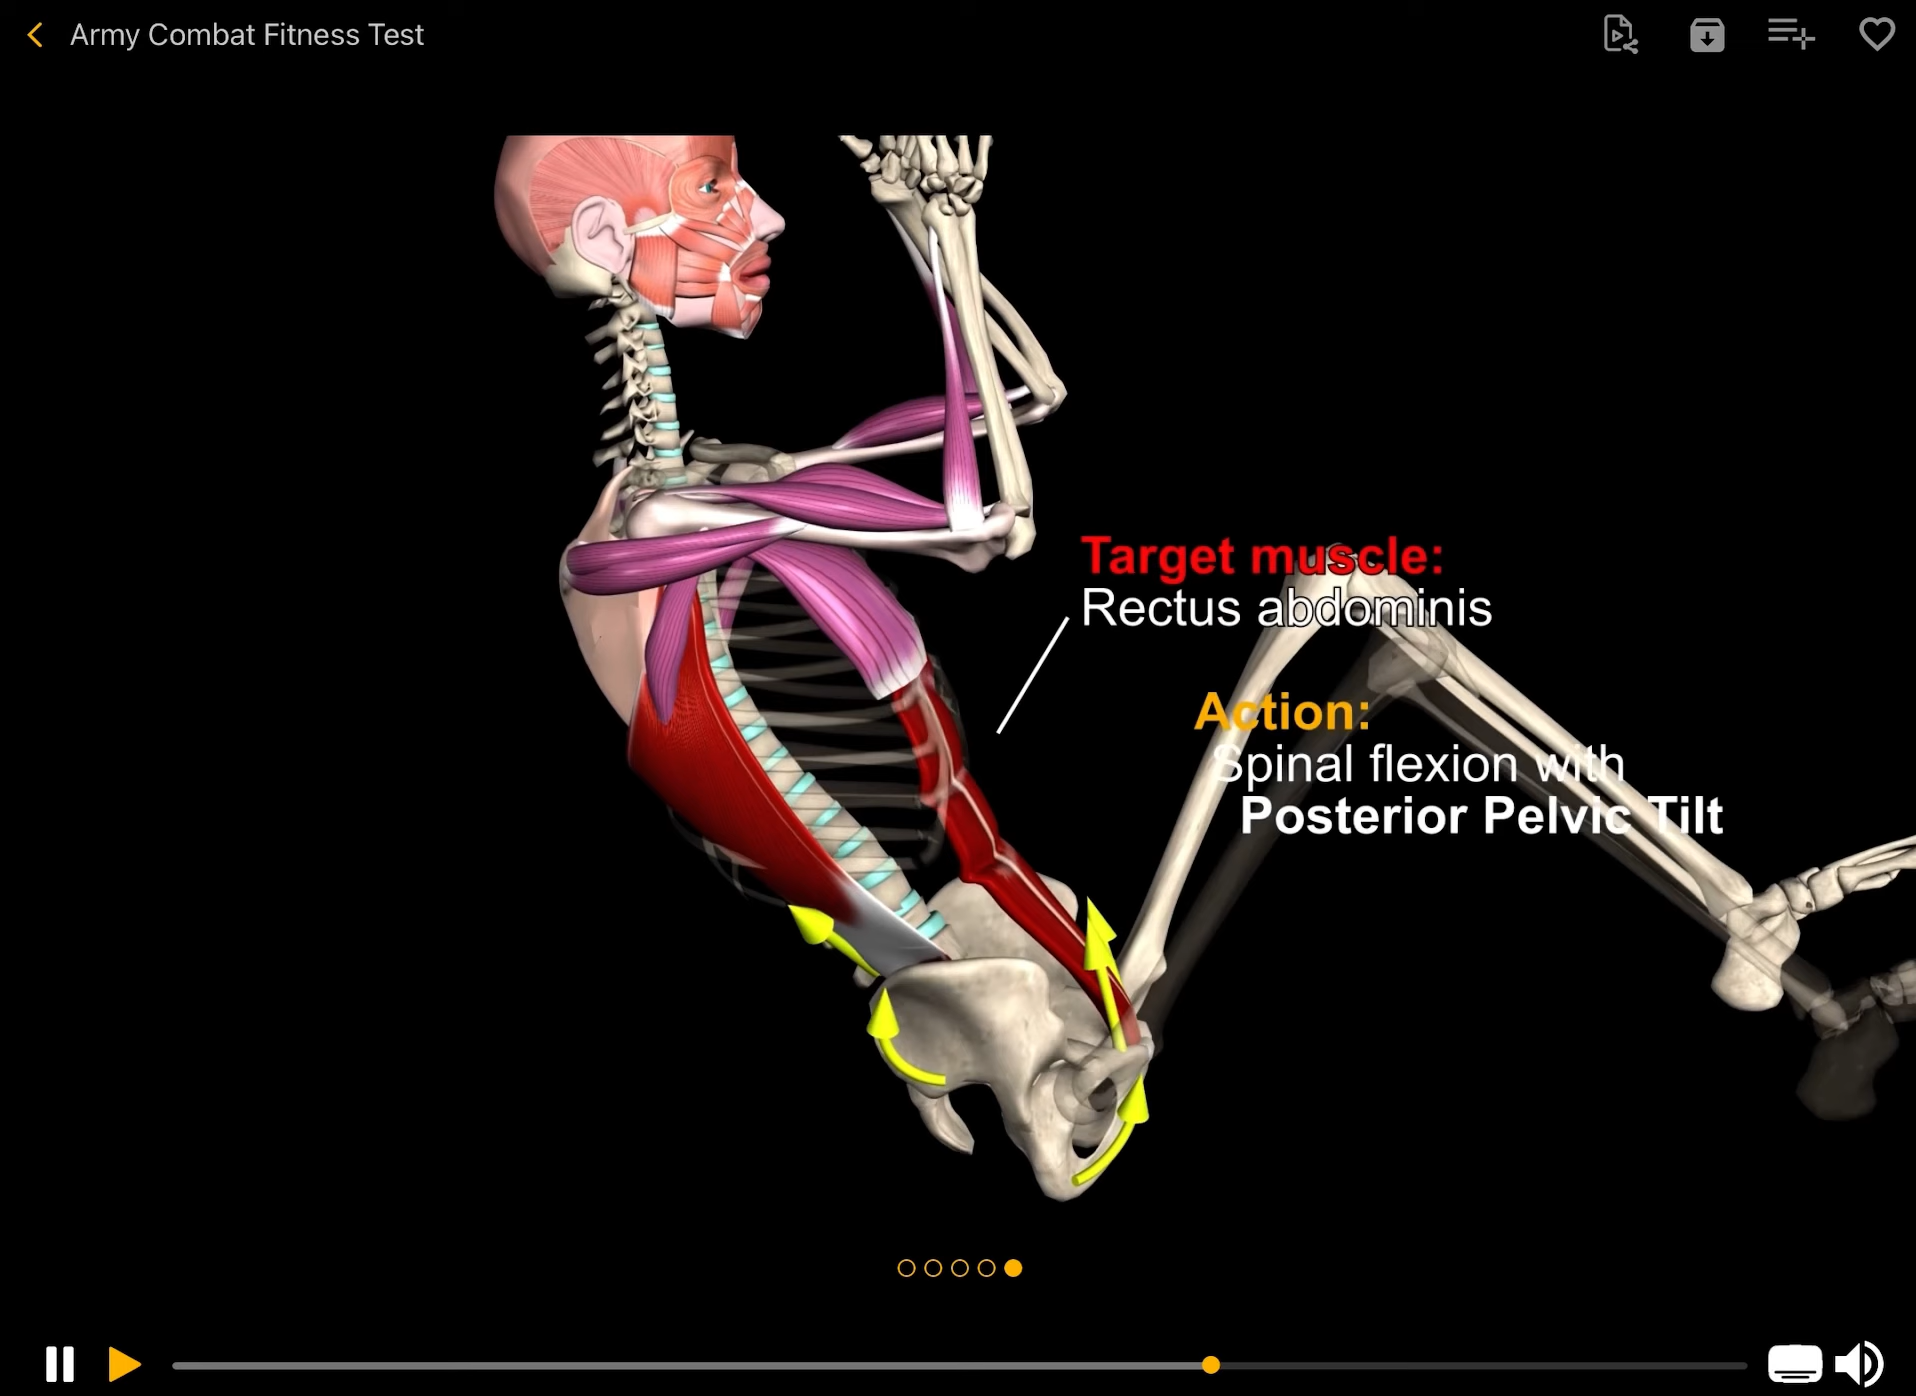 Army Combat Fitness Test
Target muscle:
Rectus abdominis
Action:
Spinal flexion with
Posterior Pelvic Tilt